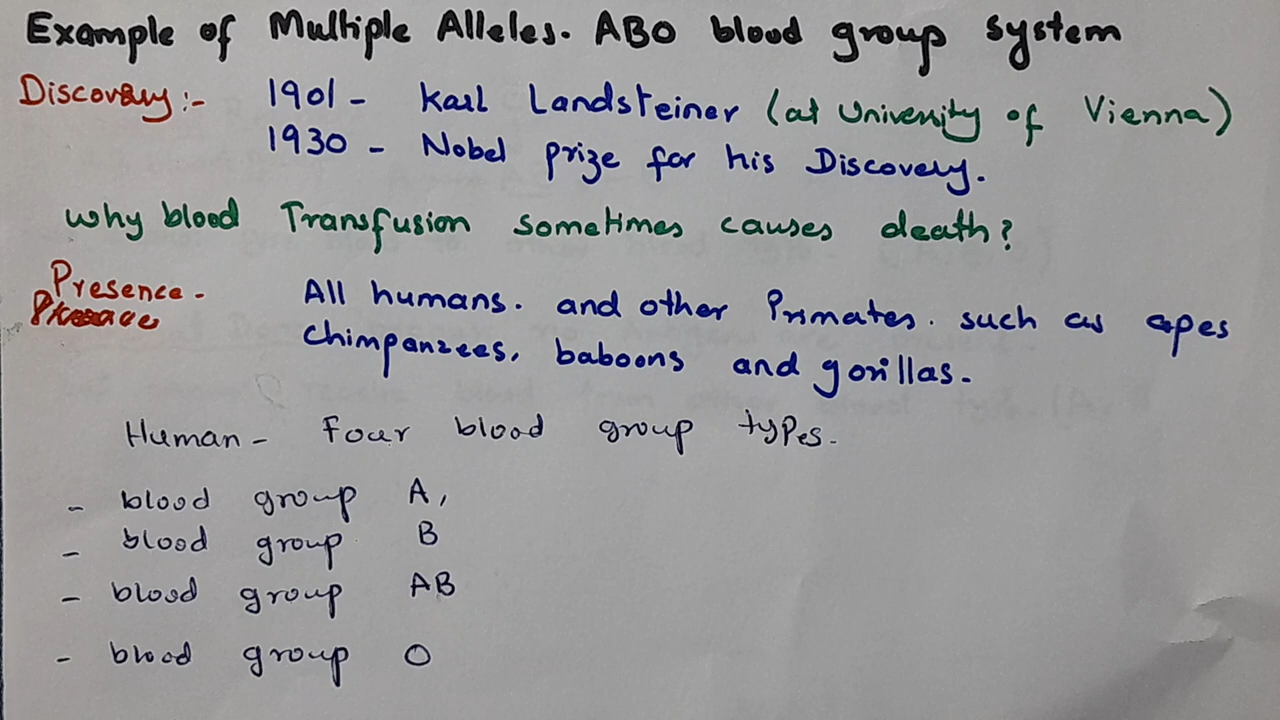 Example of Multiple Alleles. ABO blood group system
Discovery:- 1901 - Karl Landsteiner (at University of Vienna)
1930 - Nobel prize for his Discovery.
Why blood Transfusion sometimes causes death?
Presence - All humans. and other Primates. such as apes
chimpanzees, baboons and gorillas.
Human - Four blood group types.
- blood group A,
- blood group B
- blood group AB
- blood group O